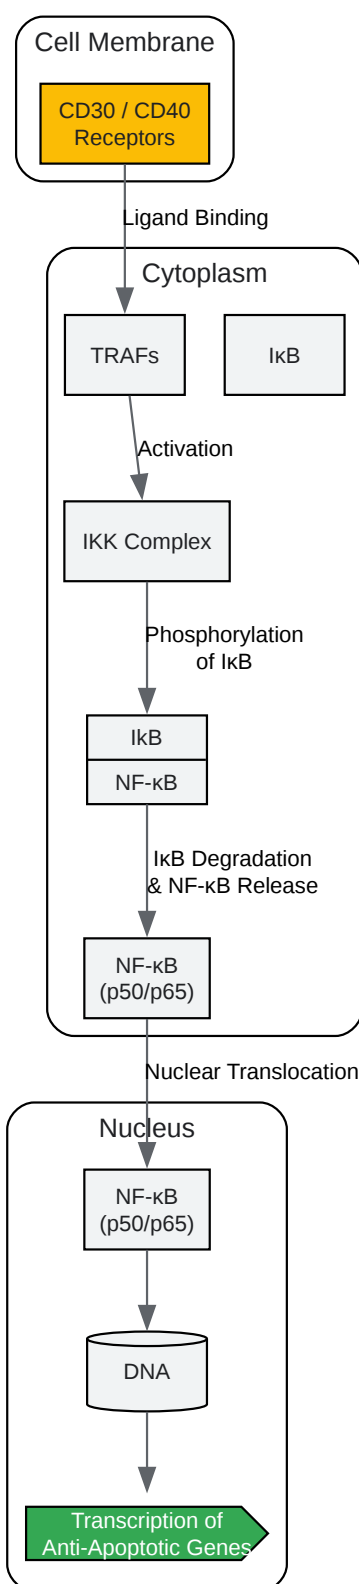 Cell Membrane
CD30 / CD40
Receptors
Ligand Binding
Cytoplasm
TRAFs
IκB
Activation
IKK Complex
Phosphorylation
of IκB
IkB
NF-κB
IκB Degradation
& NF-κB Release
NF-κB
(p50/p65)
Nuclear Translocation
Nucleus
NF-κB
(p50/p65)
DNA
Transcription of
Anti-Apoptotic Genes